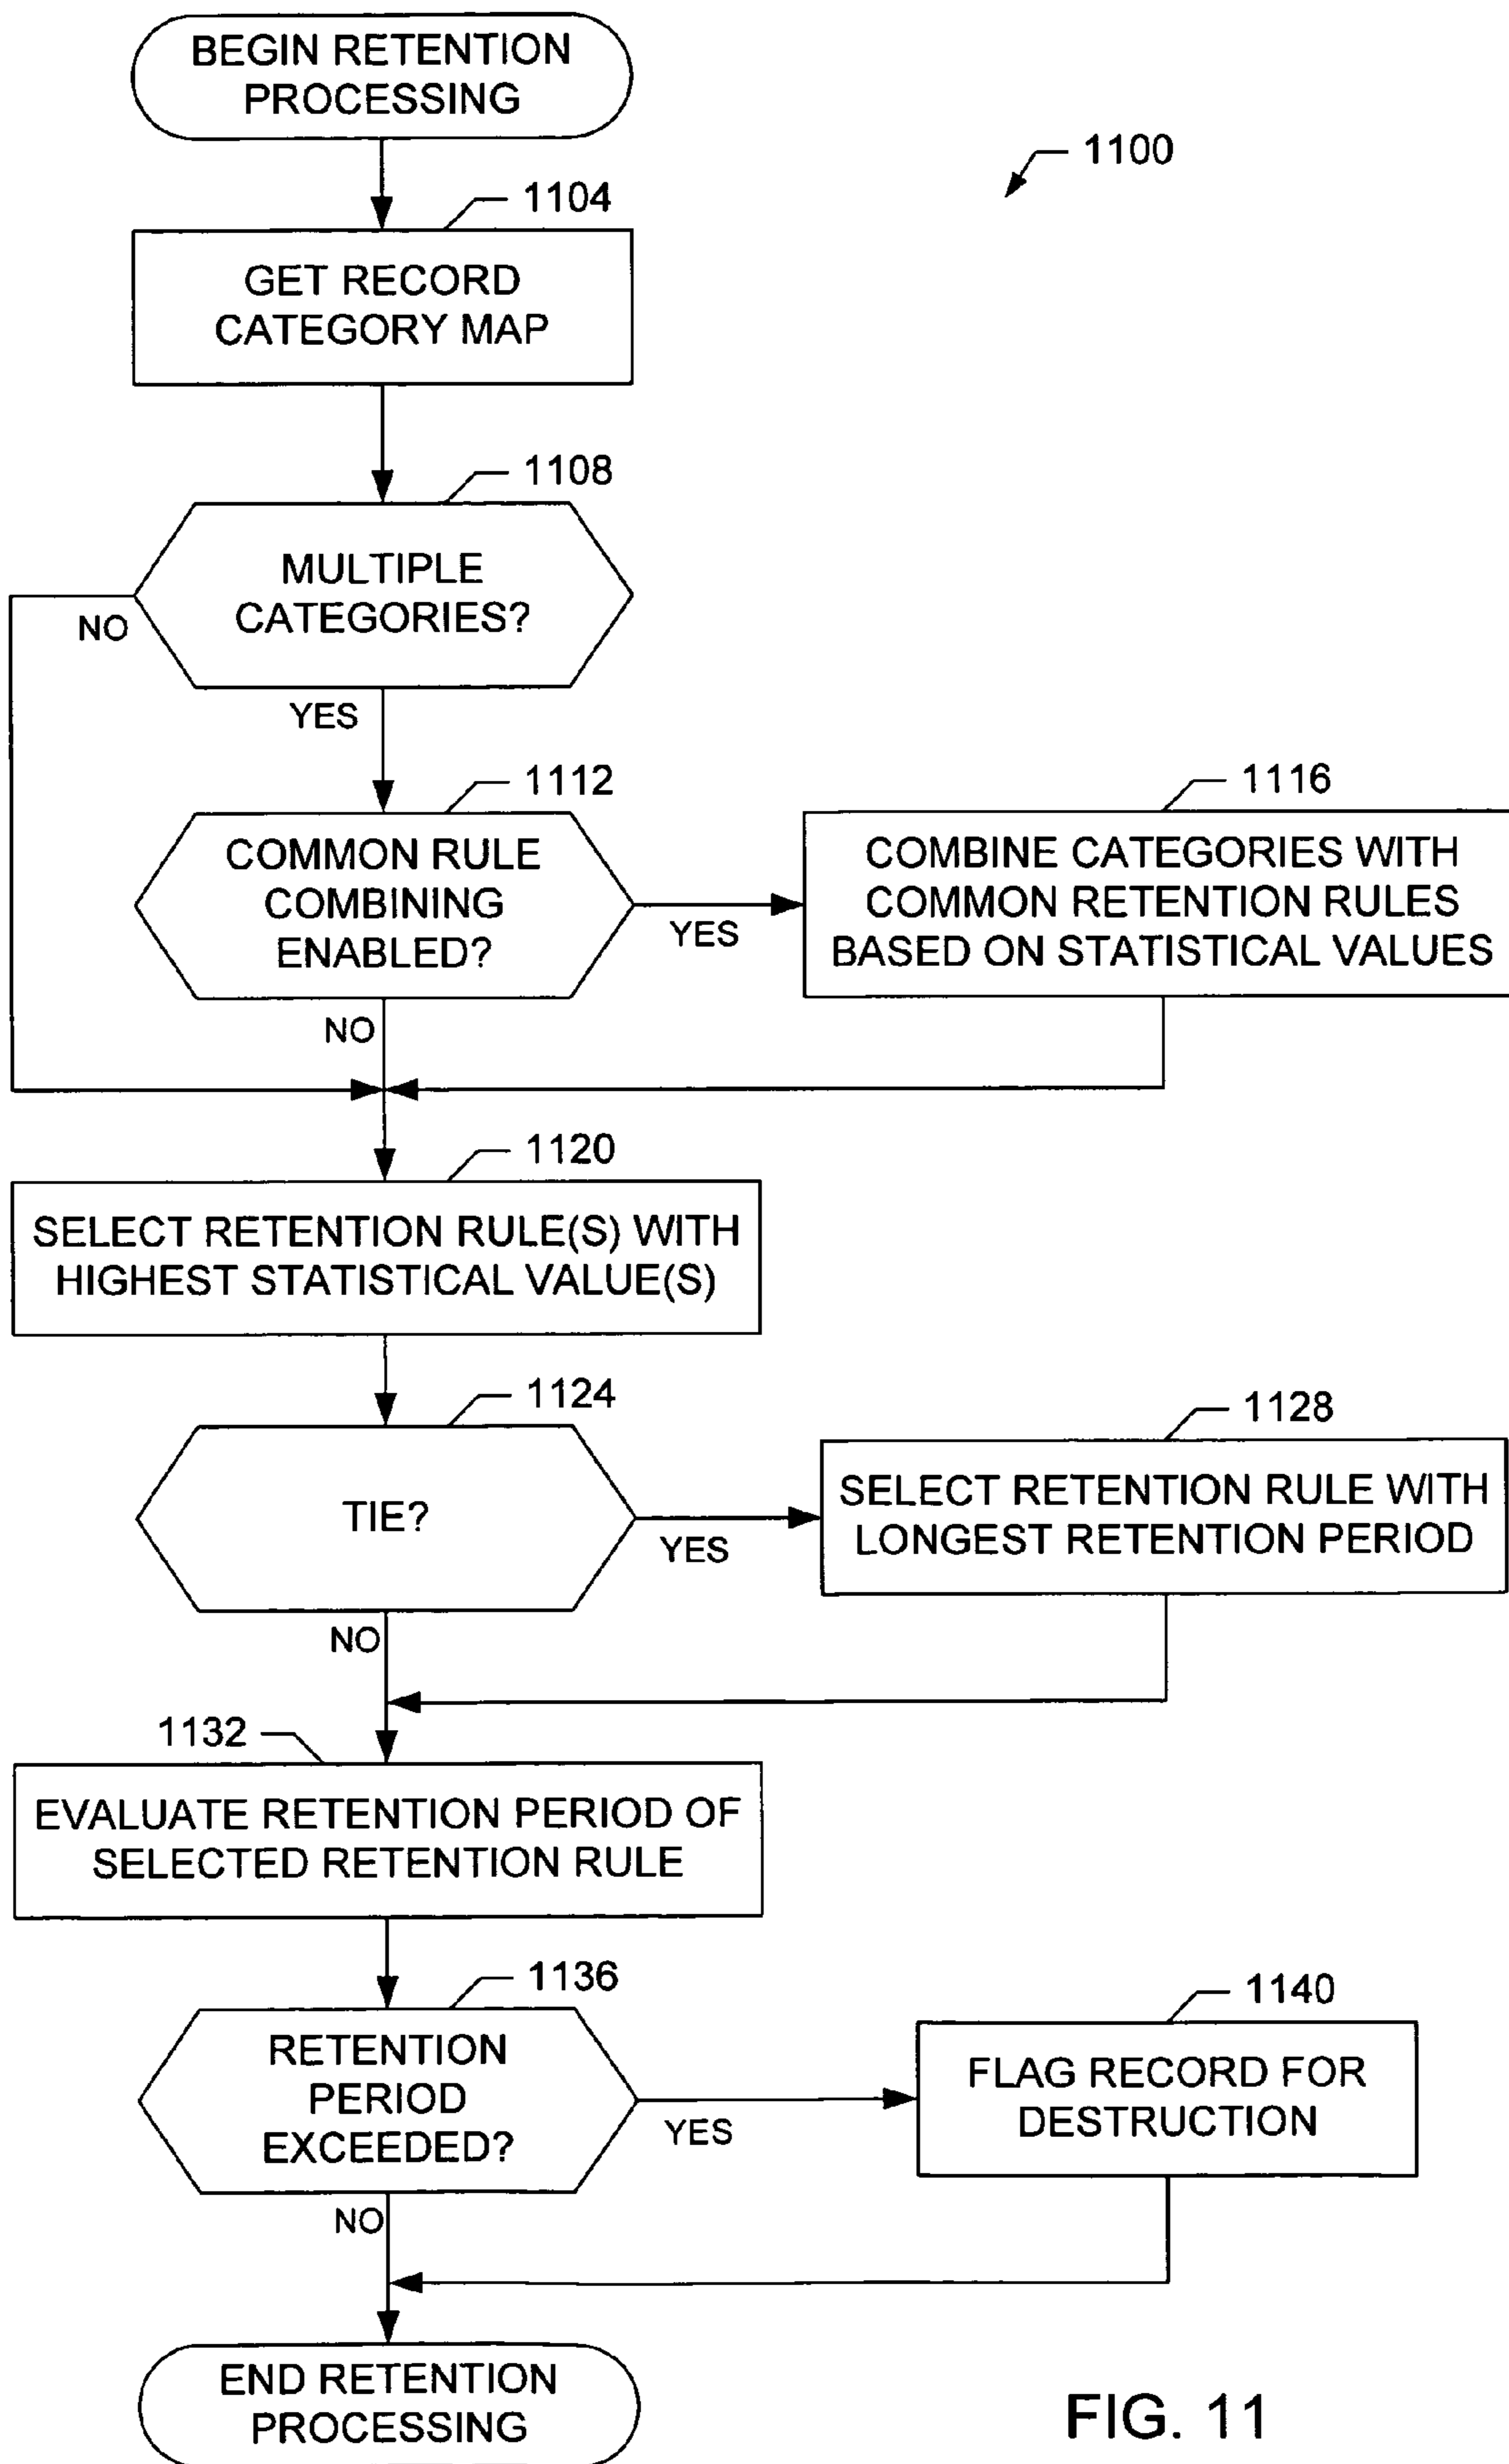 BEGIN RETENTION
PROCESSING
1100
1104
GET RECORD
CATEGORY MAP
1108
MULTIPLE
CATEGORIES?
NO
YES
1112
COMMON RULE
COMBINING
ENABLED?
YES
NO
1116
COMBINE CATEGORIES WITH
COMMON RETENTION RULES
BASED ON STATISTICAL VALUES
1120
SELECT RETENTION RULE(S) WITH
HIGHEST STATISTICAL VALUE(S)
1124
TIE?
YES
NO
1128
SELECT RETENTION RULE WITH
LONGEST RETENTION PERIOD
1132
EVALUATE RETENTION PERIOD OF
SELECTED RETENTION RULE
1136
RETENTION
PERIOD
EXCEEDED?
YES
NO
1140
FLAG RECORD FOR
DESTRUCTION
END RETENTION
PROCESSING
FIG. 11